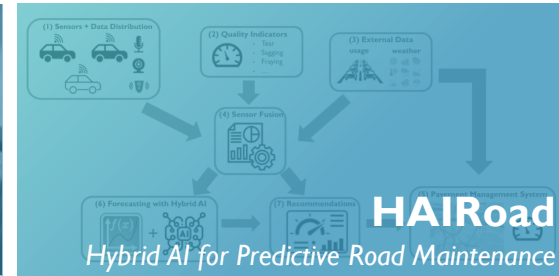 (1) Sensors + Data Distribution
(2) Quality Indicators
- Tear
- Sagging
- Fraying
- ...
(3) External Data
usage weather
(4) Sensor Fusion
(6) Forecasting with Hybrid AI
f(x)
+
AI
(7) Recommendations
(5) Pavement Management System
HAIRoad
Hybrid AI for Predictive Road Maintenance